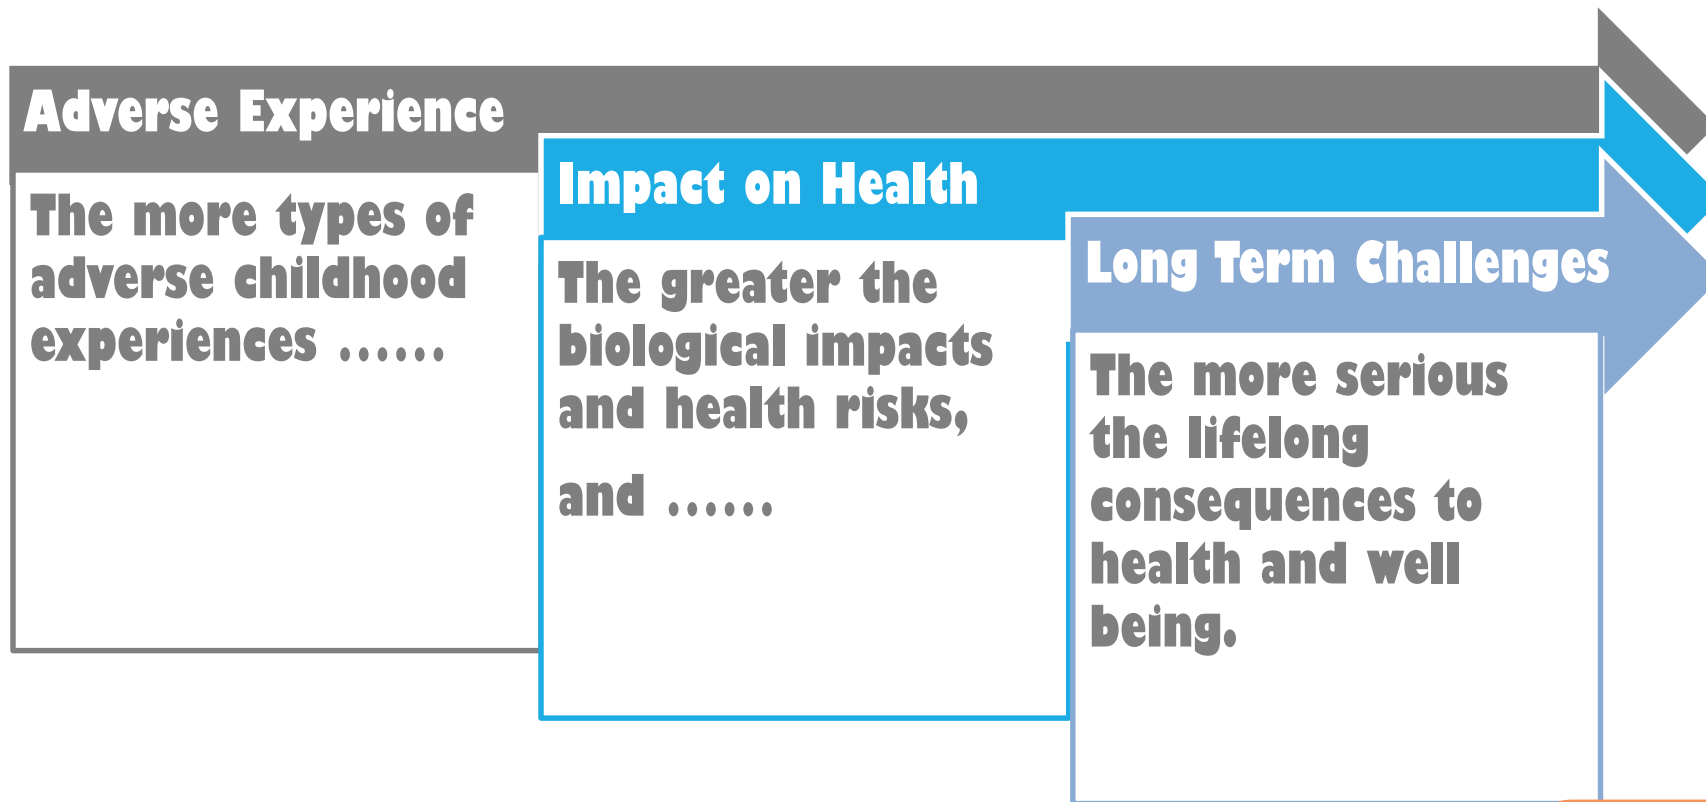 Adverse Experience
The more types of
adverse childhood
experiences ......
Impact on Health
The greater the
biological impacts
and health risks,
and ......
Long Term Challenges
The more serious
the lifelong
consequences to
health and well
being.